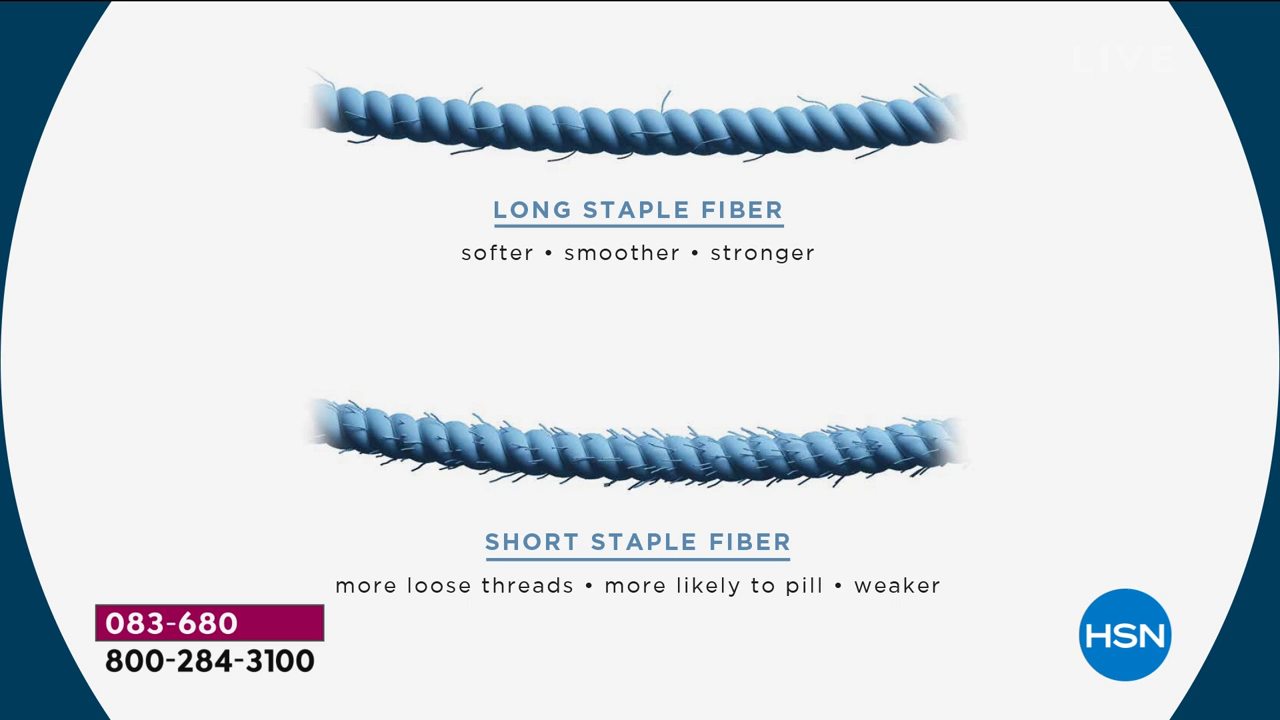 LIVE
LONG STAPLE FIBER
softer • smoother • stronger
SHORT STAPLE FIBER
more loose threads • more likely to pill • weaker
083-680
800-284-3100
HSN